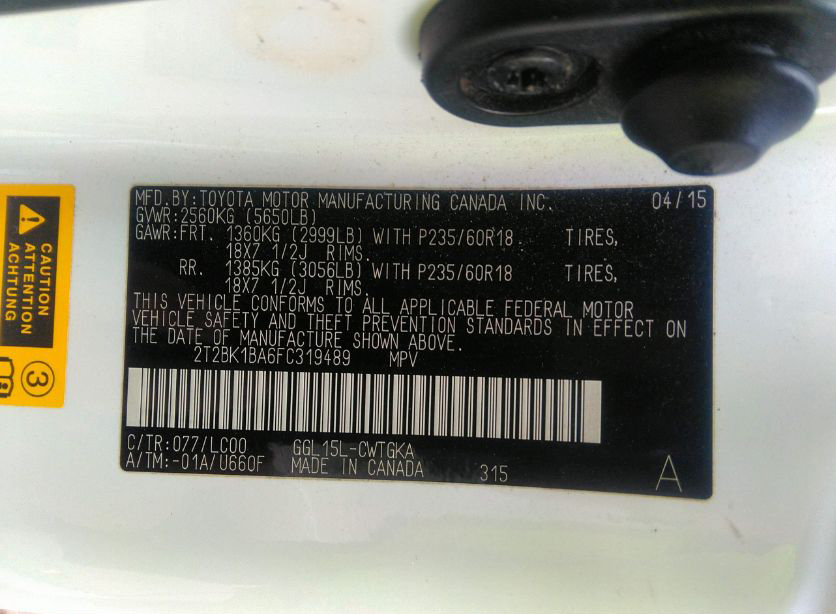 MFD.BY:TOYOTA MOTOR MANUFACTURING CANADA INC. 04/15
GVWR:2560KG (5650LB)
GAWR:FRT. 1360KG (2999LB) WITH P235/60R18 TIRES,
18X7 1/2J RIMS.
RR. 1385KG (3056LB) WITH P235/60R18 TIRES,
18X7 1/2J RIMS.
THIS VEHICLE CONFORMS TO ALL APPLICABLE FEDERAL MOTOR
VEHICLE SAFETY AND THEFT PREVENTION STANDARDS IN EFFECT ON
THE DATE OF MANUFACTURE SHOWN ABOVE.
2T2BK1BA6FC319489 MPV
C/TR:077/LC00 GGL15L-CWTGKA
A/TM:-01A/U660F MADE IN CANADA 315 A
CAUTION
ATTENTION
ACHTUNG
3